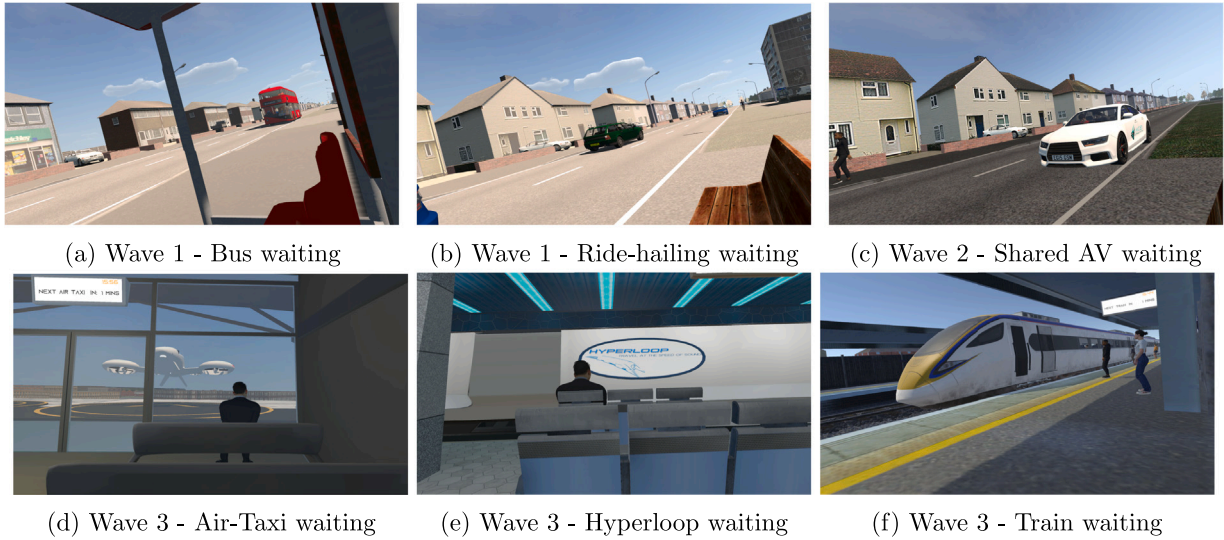 (a) Wave 1 - Bus waiting
(b) Wave 1 - Ride-hailing waiting
(c) Wave 2 - Shared AV waiting
NEXT AIR TAXI IN: 1 MINS
HYPERLOOP
(d) Wave 3 - Air-Taxi waiting
(e) Wave 3 - Hyperloop waiting
(f) Wave 3 - Train waiting